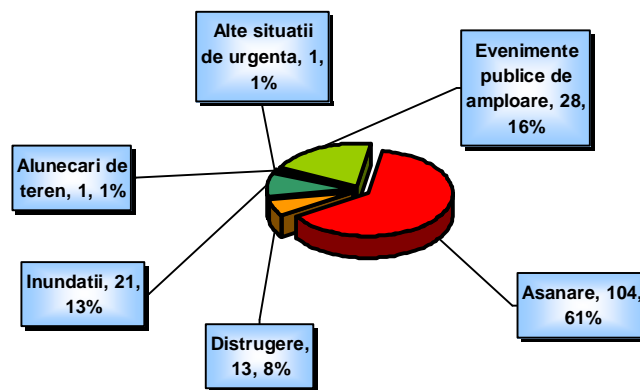 Alte situatii
de urgenta, 1,
1%
Evenimente
publice de
amploare, 28,
16%
Alunecari de
teren, 1, 1%
Inundatii, 21,
13%
Distrugere,
13, 8%
Asanare, 104,
61%